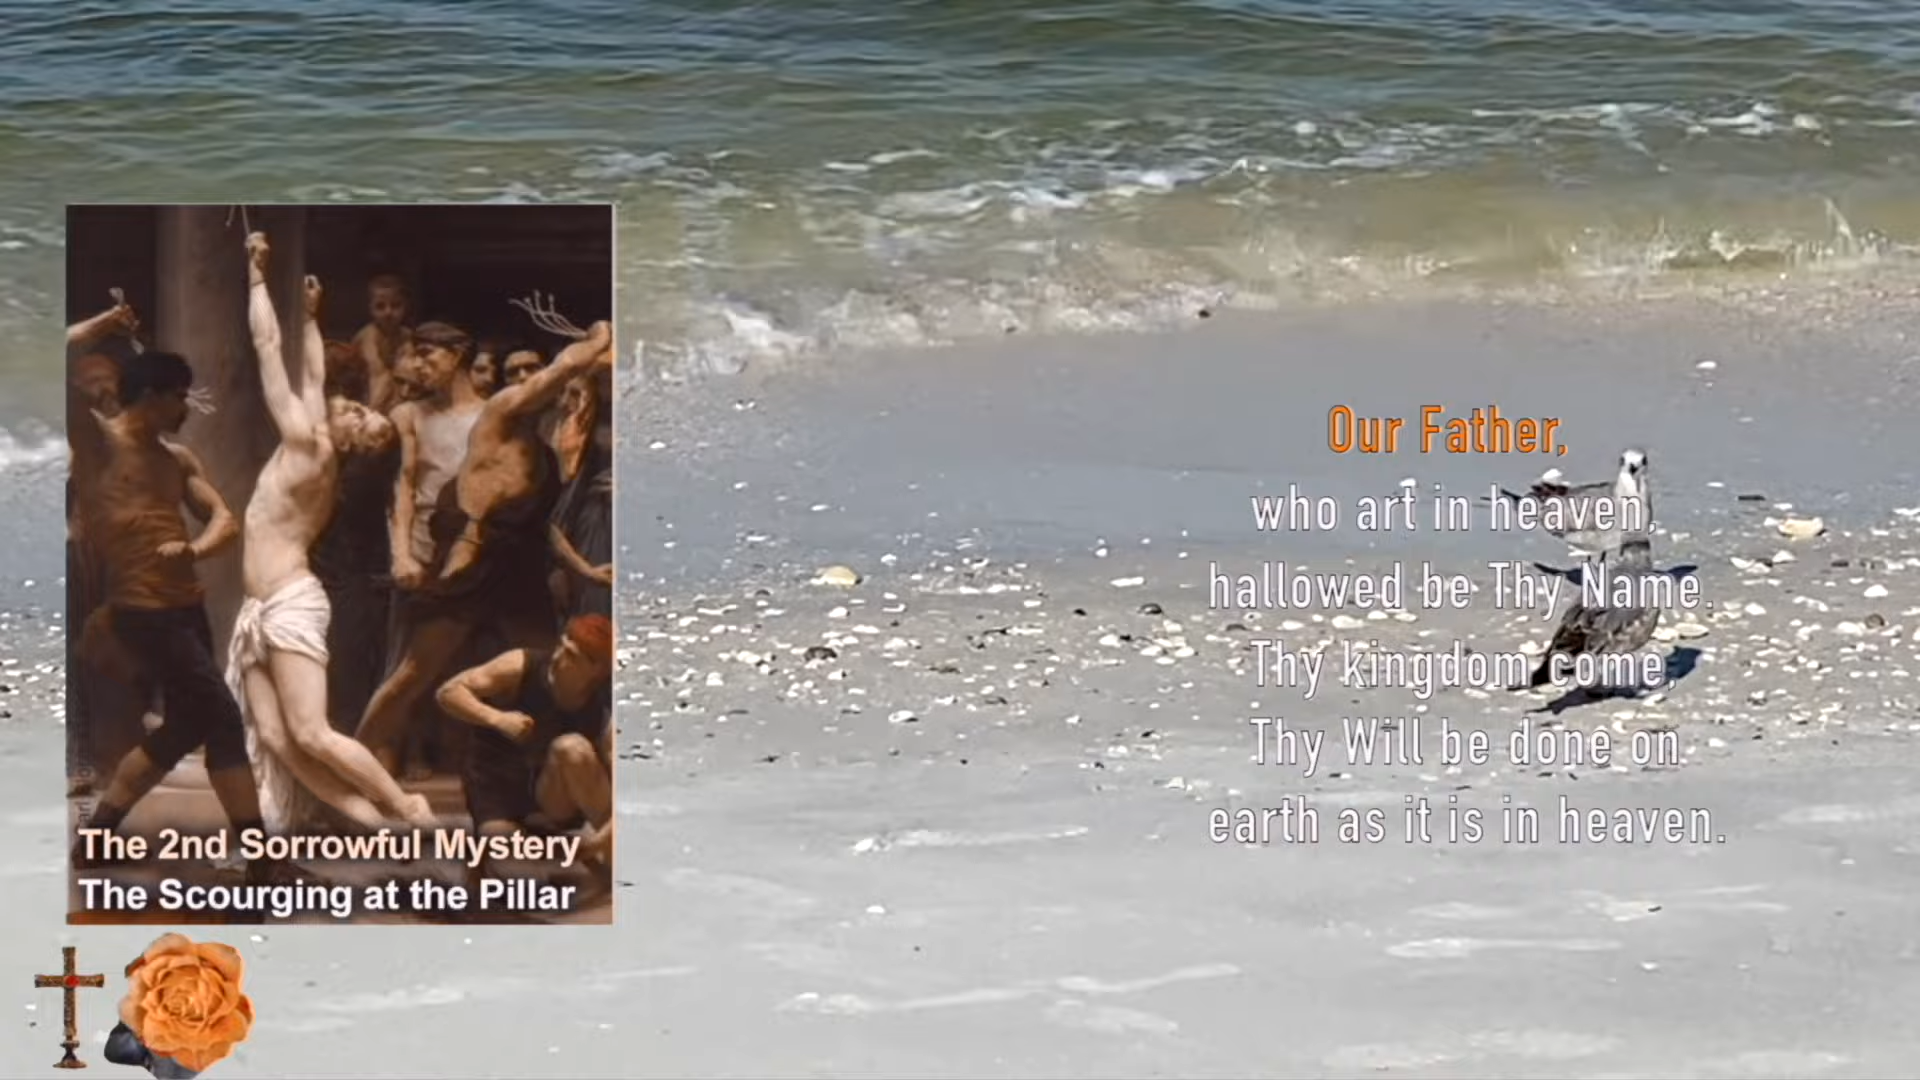 The 2nd Sorrowful Mystery
The Scourging at the Pillar
Our Father,
who art in heaven,
hallowed be Thy Name.
Thy kingdom come,
Thy Will be done on
earth as it is in heaven.